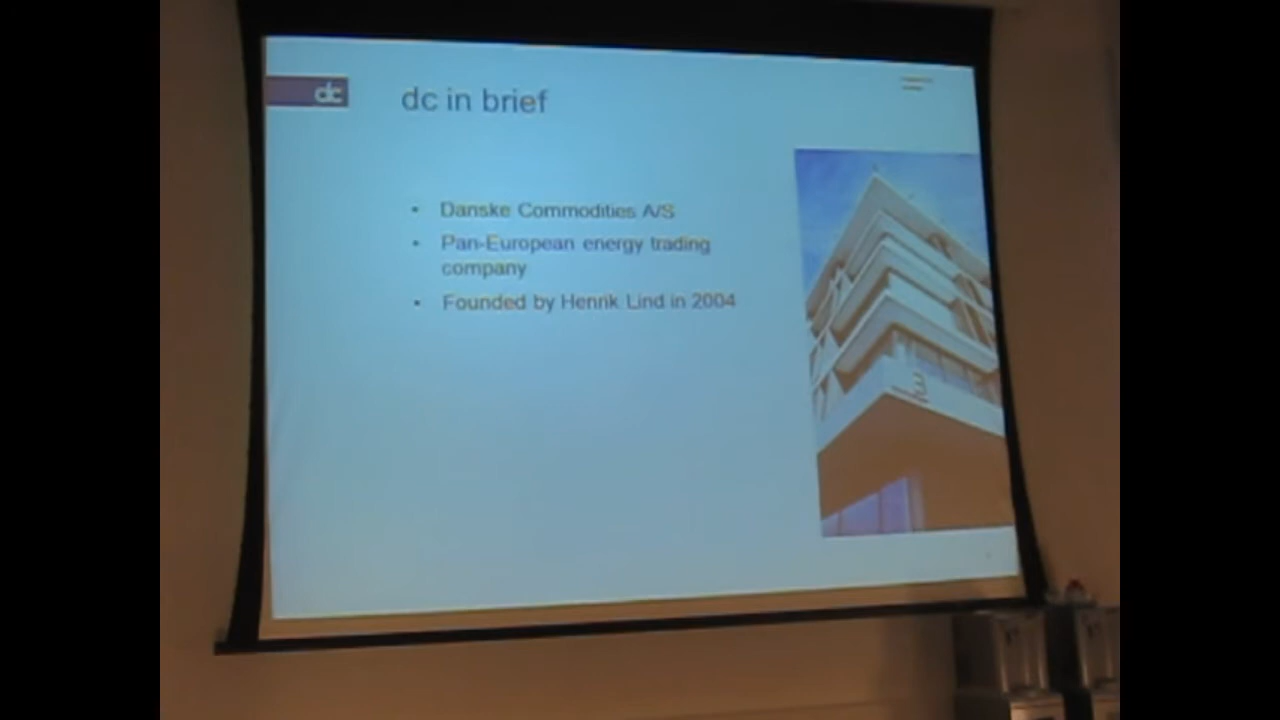 dc
dc in brief
• Danske Commodities A/S
• Pan-European energy trading
company
• Founded by Henrik Lind in 2004